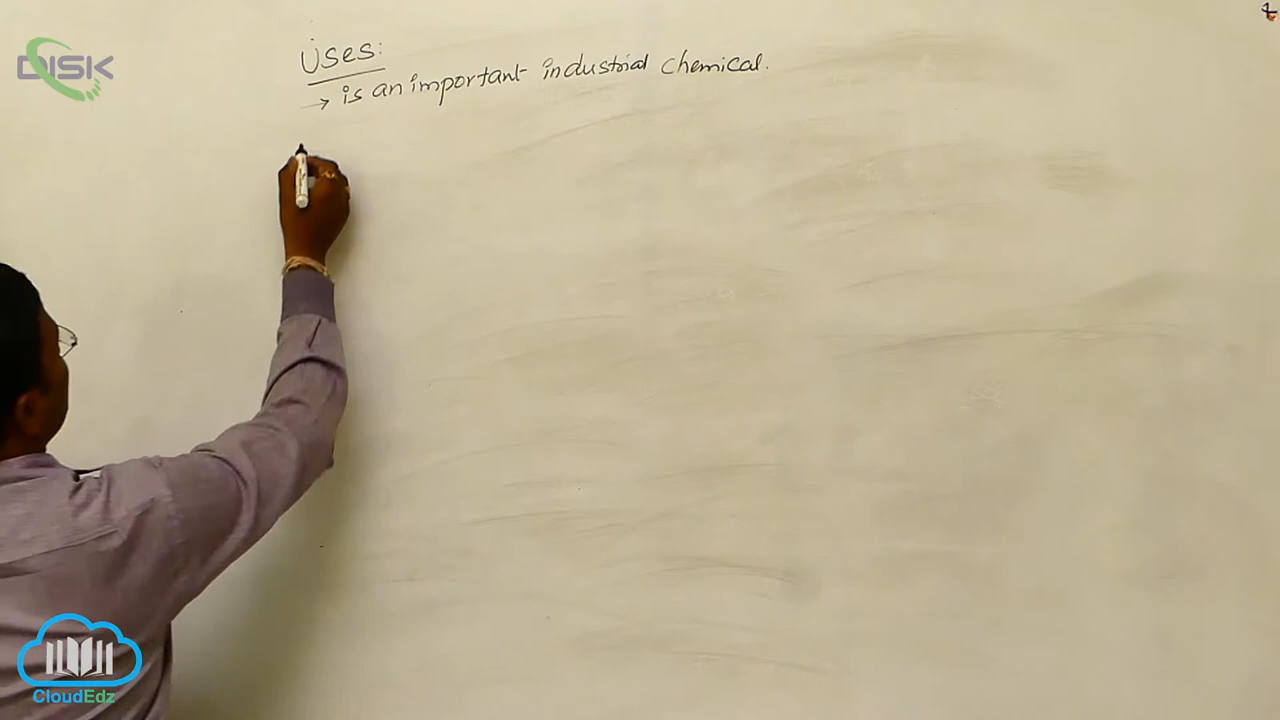 DISK
Uses:
→ is an important industrial chemical.
CloudEdz